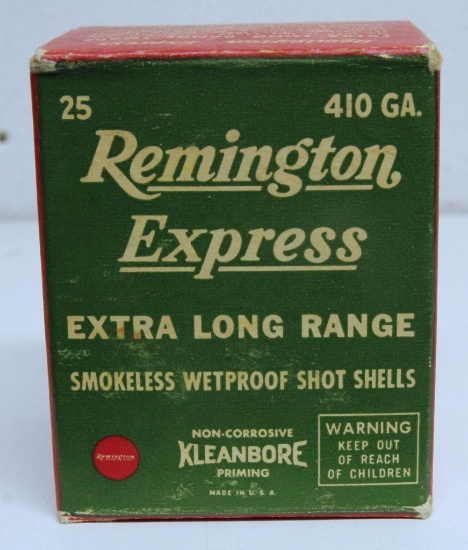 25 410 GA.
Remington
Express
EXTRA LONG RANGE
SMOKELESS WETPROOF SHOT SHELLS
Remington
NON-CORROSIVE
KLEANBORE
PRIMING
MADE IN U.S.A.
WARNING
KEEP OUT
OF REACH
OF CHILDREN